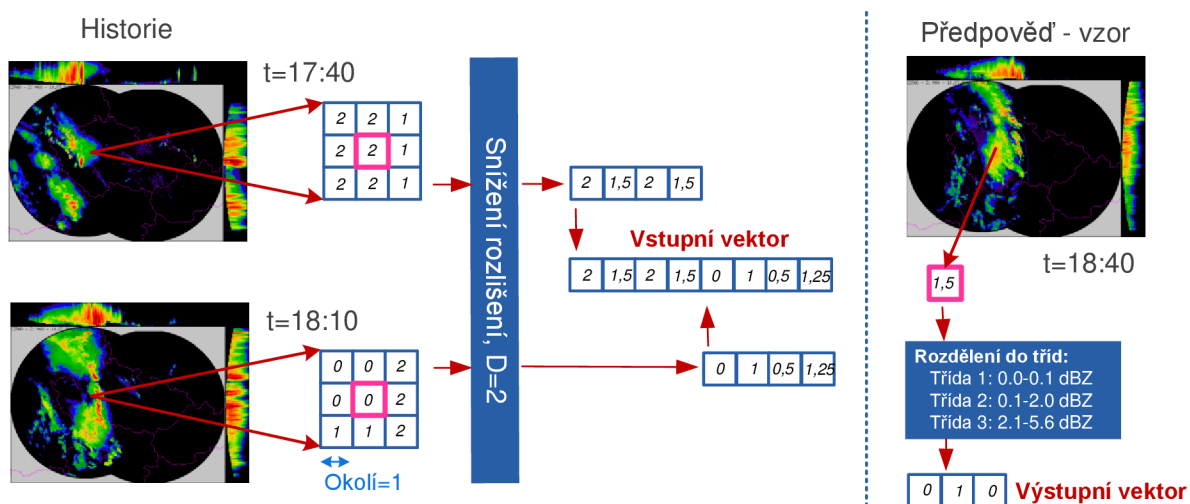 Historie
t=17:40
2 2 1
2 2 1
2 2 1
Snížení rozlišení, D=2
2 1,5 2 1,5
Vstupní vektor
2 1,5 2 1,5 0 1 0,5 1,25
t=18:10
0 0 2
0 0 2
1 1 2
Okolí=1
0 1 0,5 1,25
Předpověď - vzor
t=18:40
1,5
Rozdělení do tříd:
Třída 1: 0.0-0.1 dBZ
Třída 2: 0.1-2.0 dBZ
Třída 3: 2.1-5.6 dBZ
0 1 0
Výstupní vektor